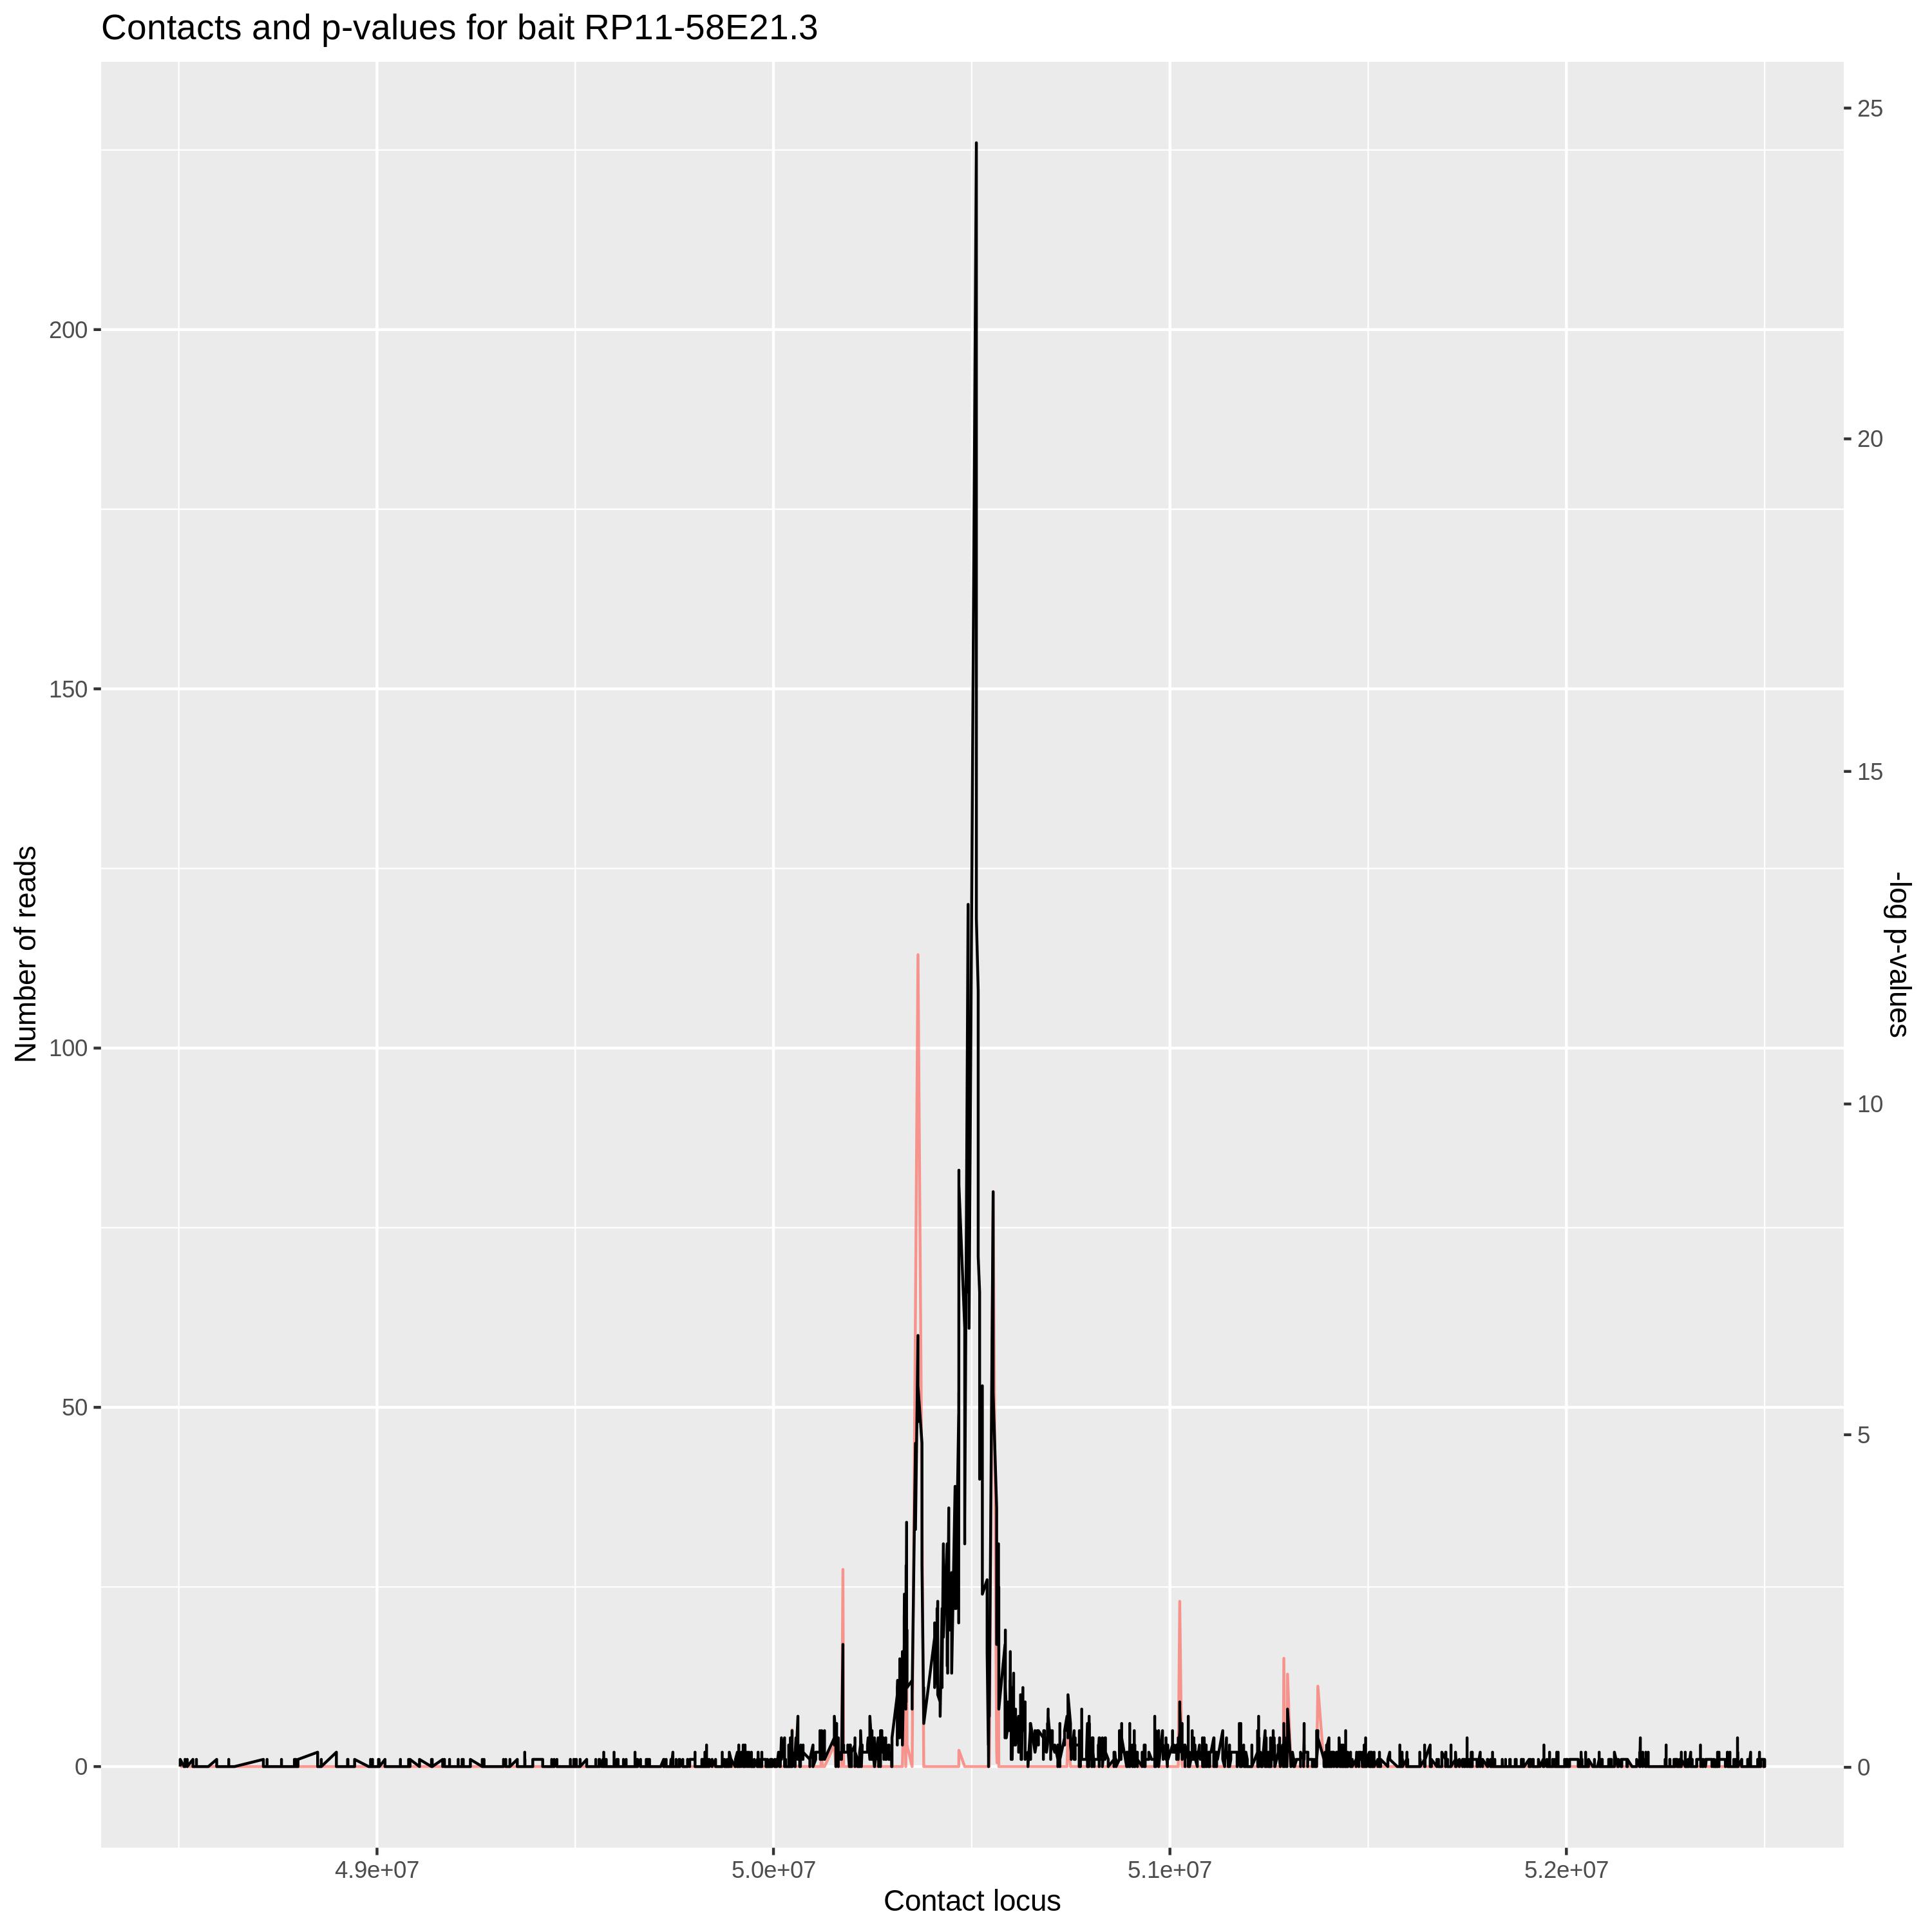 Contacts and p-values for bait RP11-58E21.3
Number of reads
200
150
100
50
0
25
20
15
10
5
0
-log p-values
4.9e+07
5.0e+07
5.1e+07
5.2e+07
Contact locus